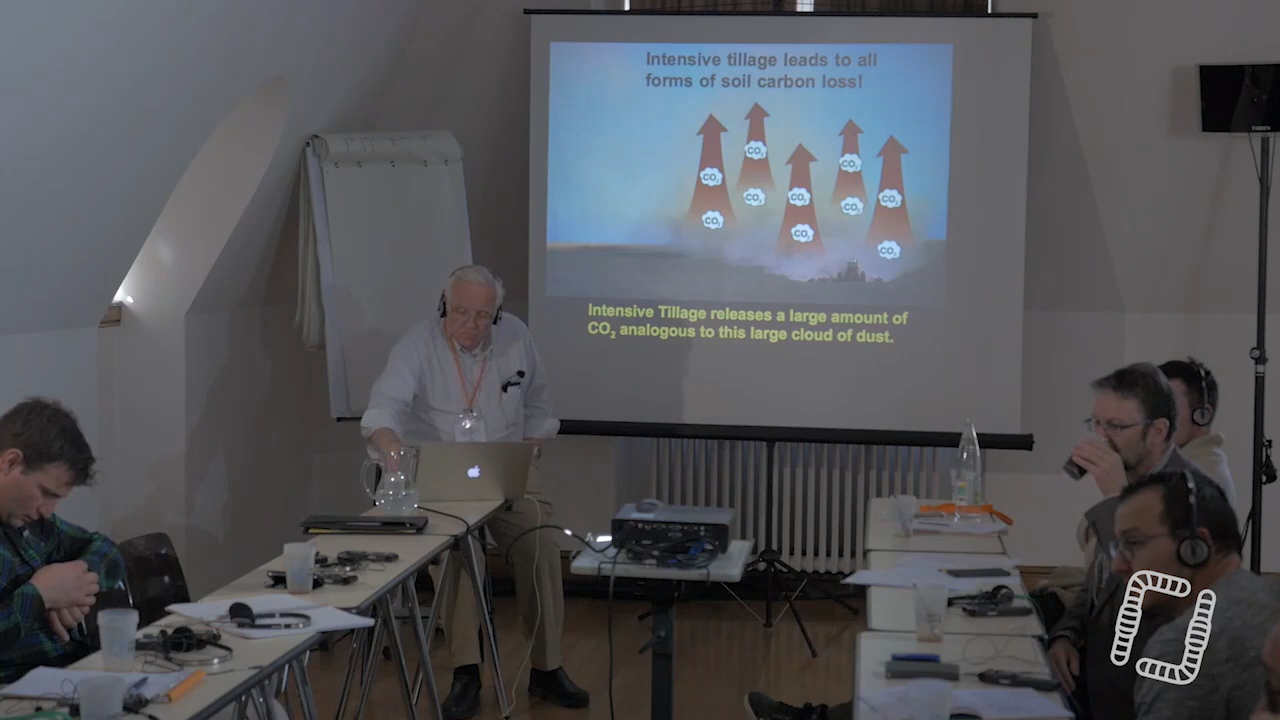 Intensive tillage leads to all
forms of soil carbon loss!
CO₂
CO₂
CO₂
CO₂
CO₂
CO₂
CO₂
CO₂
CO₂
CO₂
Intensive Tillage releases a large amount of
CO₂ analogous to this large cloud of dust.